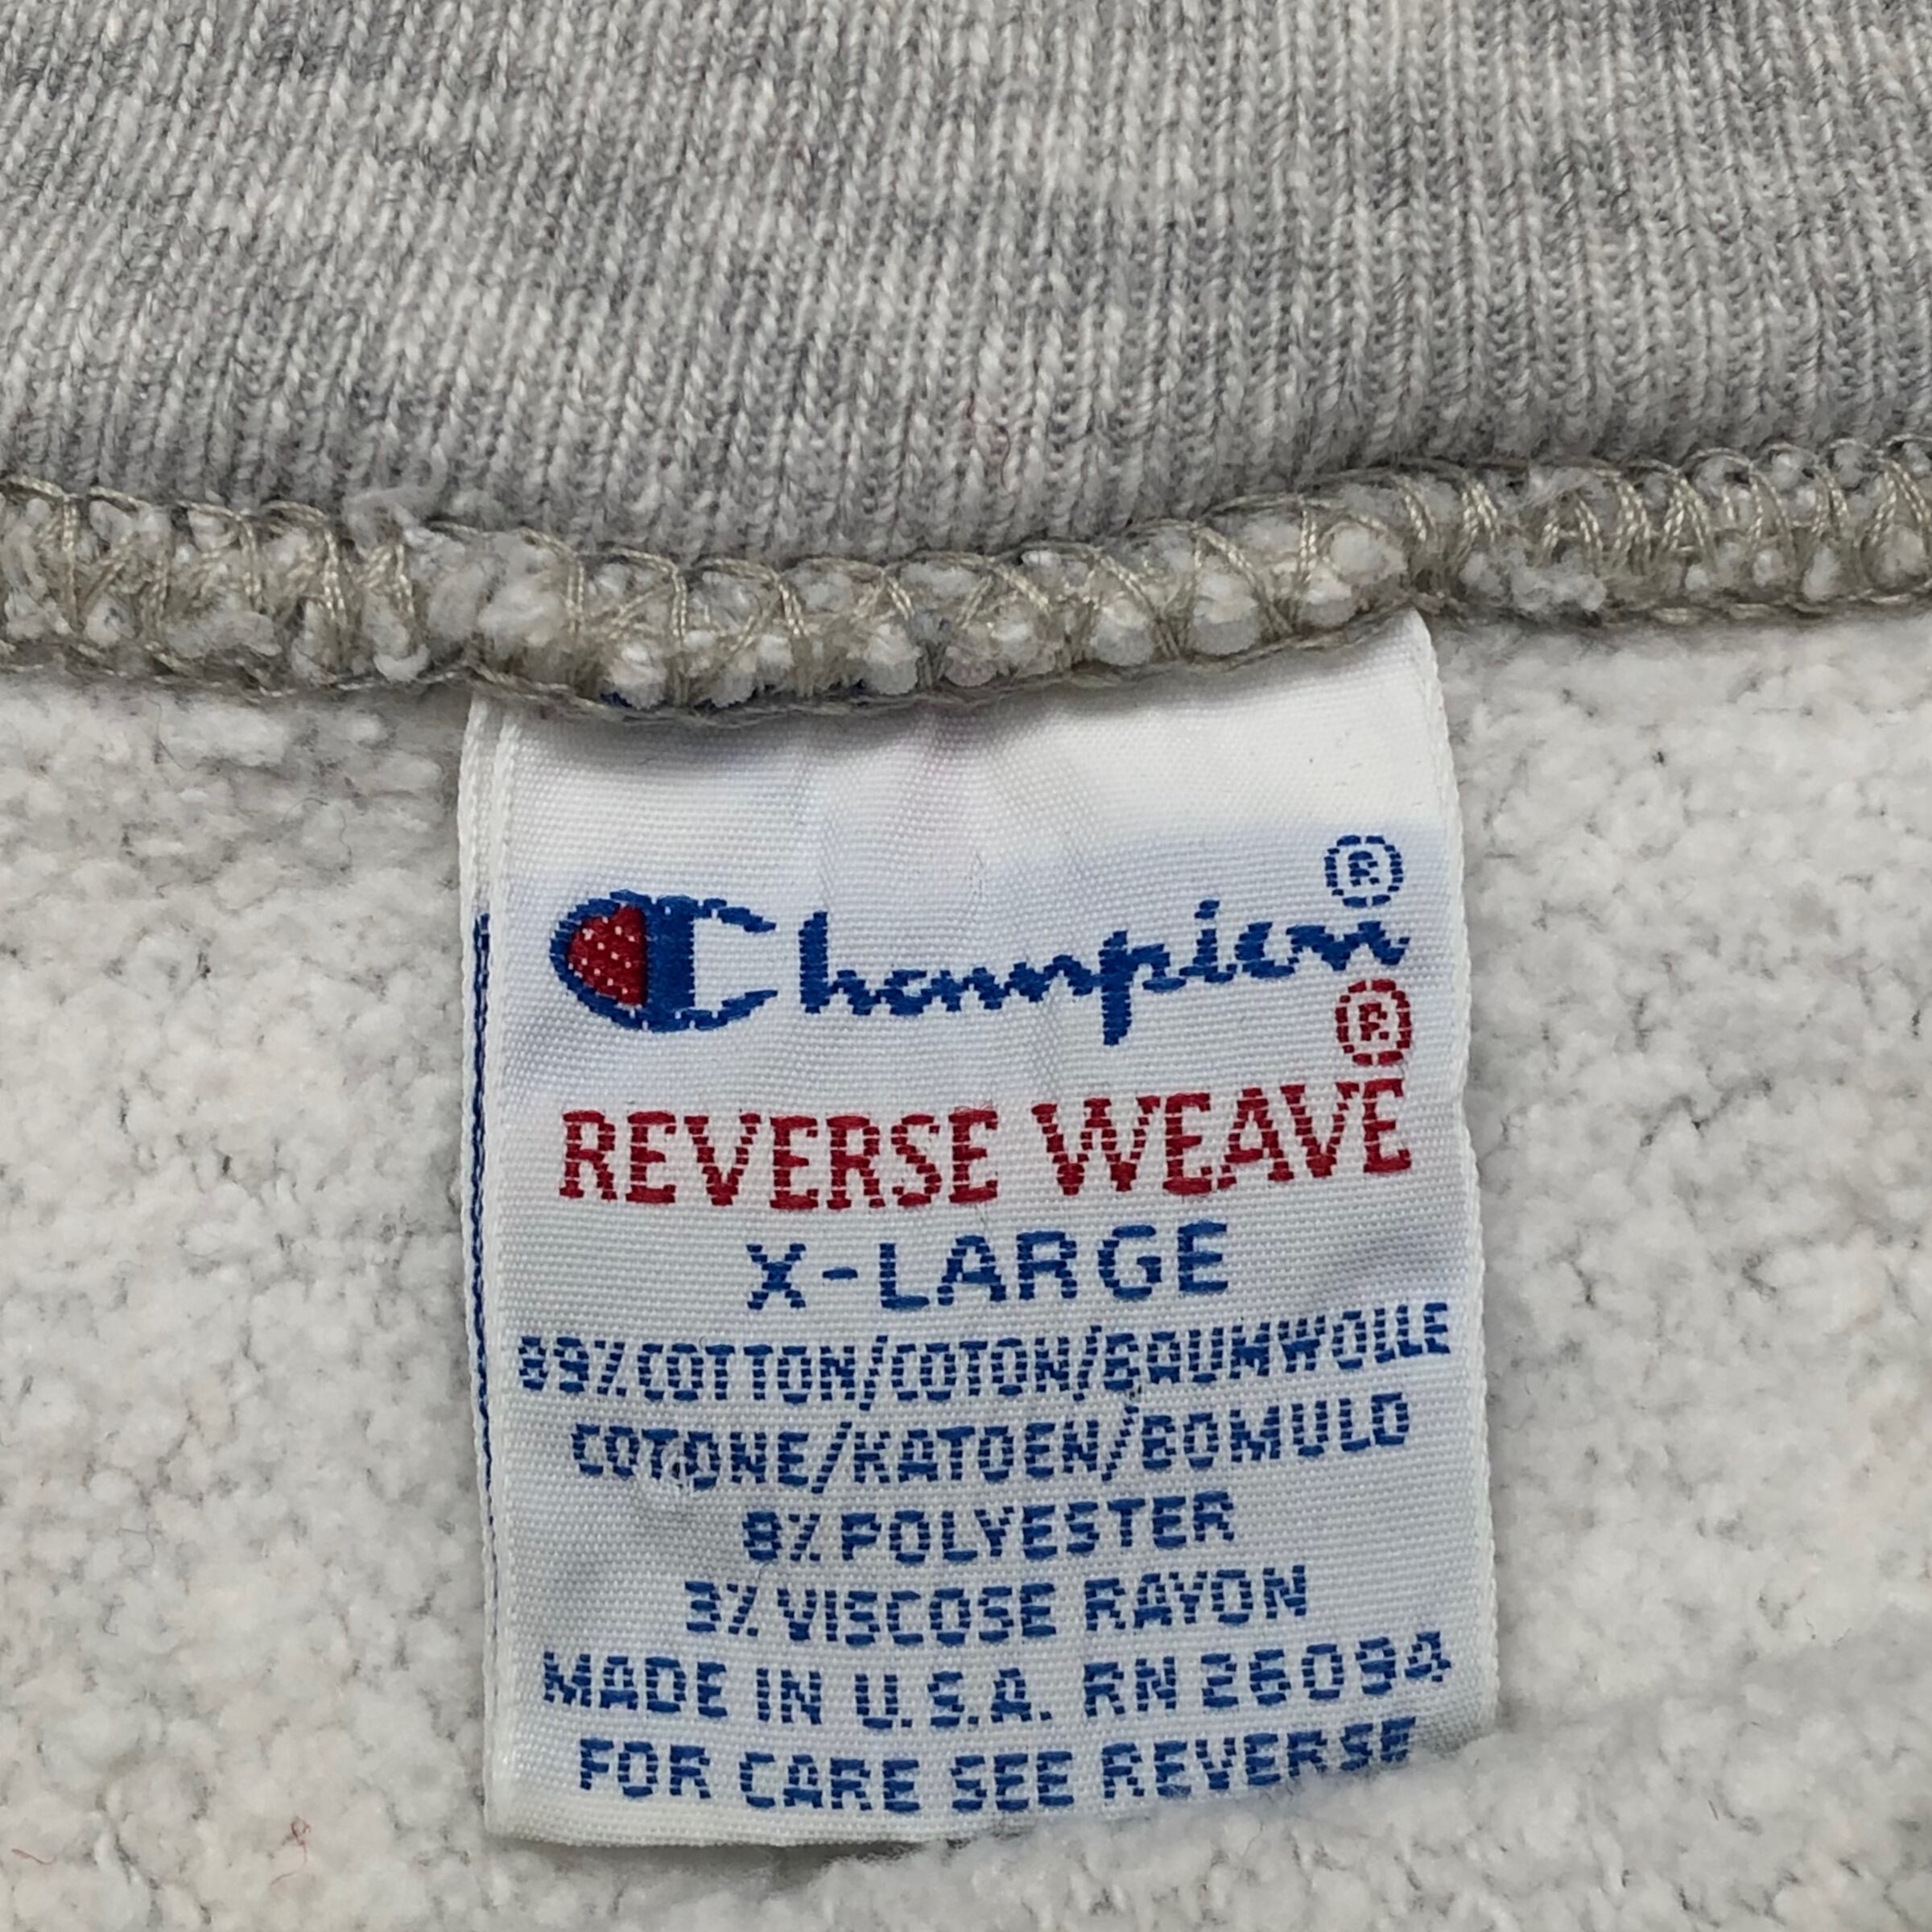 Champion®
REVERSE WEAVE®
X-LARGE
89% COTTON/COTON/BAUMWOLLE
COTONE/KATOEN/BOMULD
8% POLYESTER
3% VISCOSE RAYON
MADE IN U.S.A. RN 26094
FOR CARE SEE REVERSE